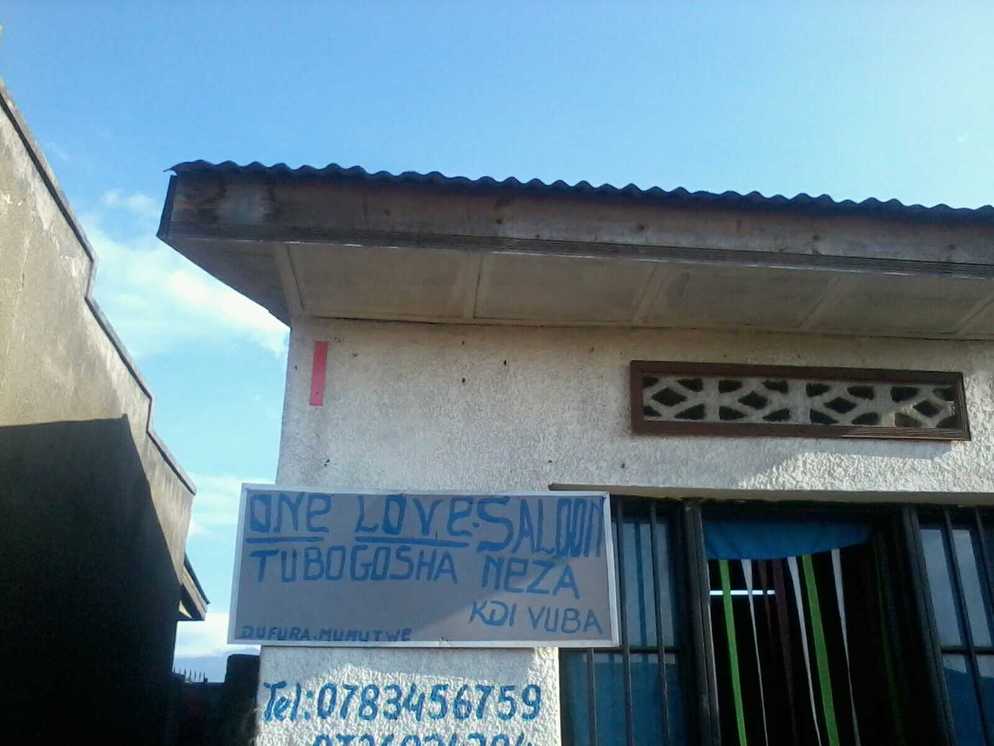 ONE LOVE. SALOON
TUBOGOSHA NEZA
KDI VUBA
DUFURA. MUMUTWE
Tel: 0783456759